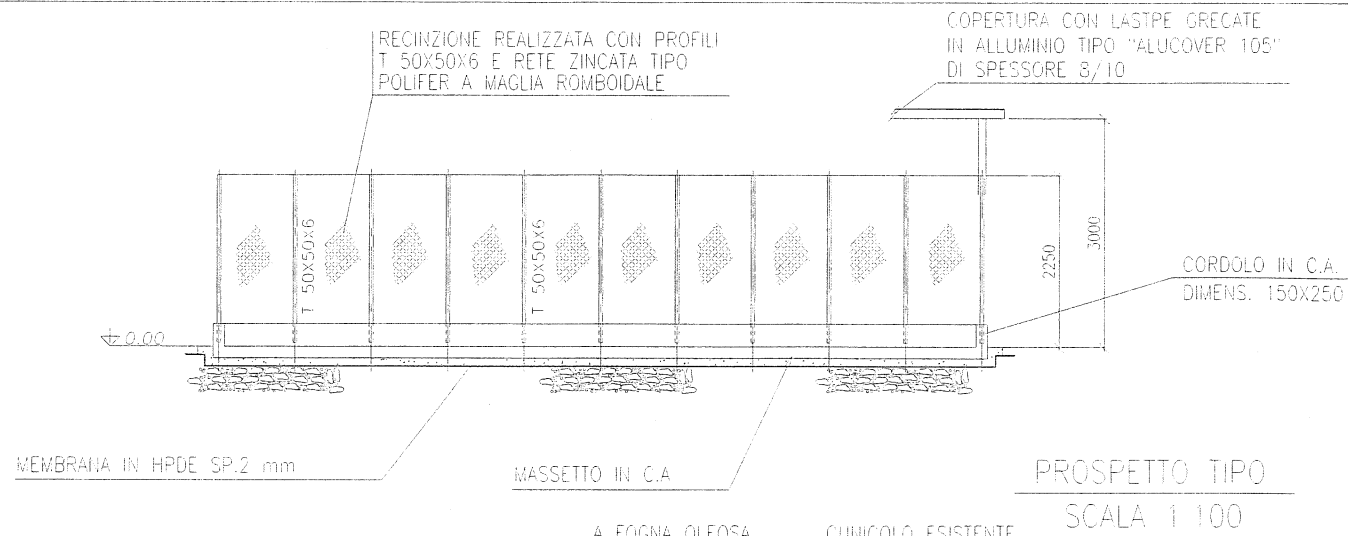 RECINZIONE REALIZZATA CON PROFILI
T 50X50X6 E RETE ZINCATA TIPO
POLIFER A MAGLIA ROMBOIDALE
COPERTURA CON LASTPE GRECATE
IN ALLUMINIO TIPO "ALUCOVER 105"
DI SPESSORE 8/10
T 50X50X6
T 50X50X6
2250
3000
CORDOLO IN C.A.
DIMENS. 150X250
0.00
MEMBRANA IN HPDE SP.2 mm
MASSETTO IN C.A
PROSPETTO TIPO
SCALA 1 100
A FOGNA OLEOSA
CUNICOLO ESISTENTE